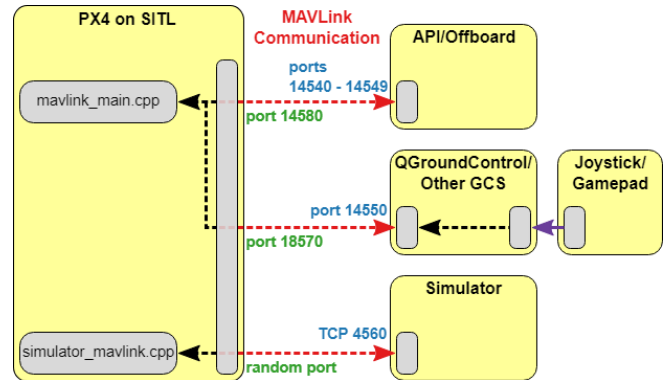 PX4 on SITL
MAVLink
Communication
API/Offboard
ports
14540 - 14549
mavlink_main.cpp
port 14580
QGroundControl/
Other GCS
Joystick/
Gamepad
port 14550
port 18570
Simulator
TCP 4560
simulator_mavlink.cpp
random port